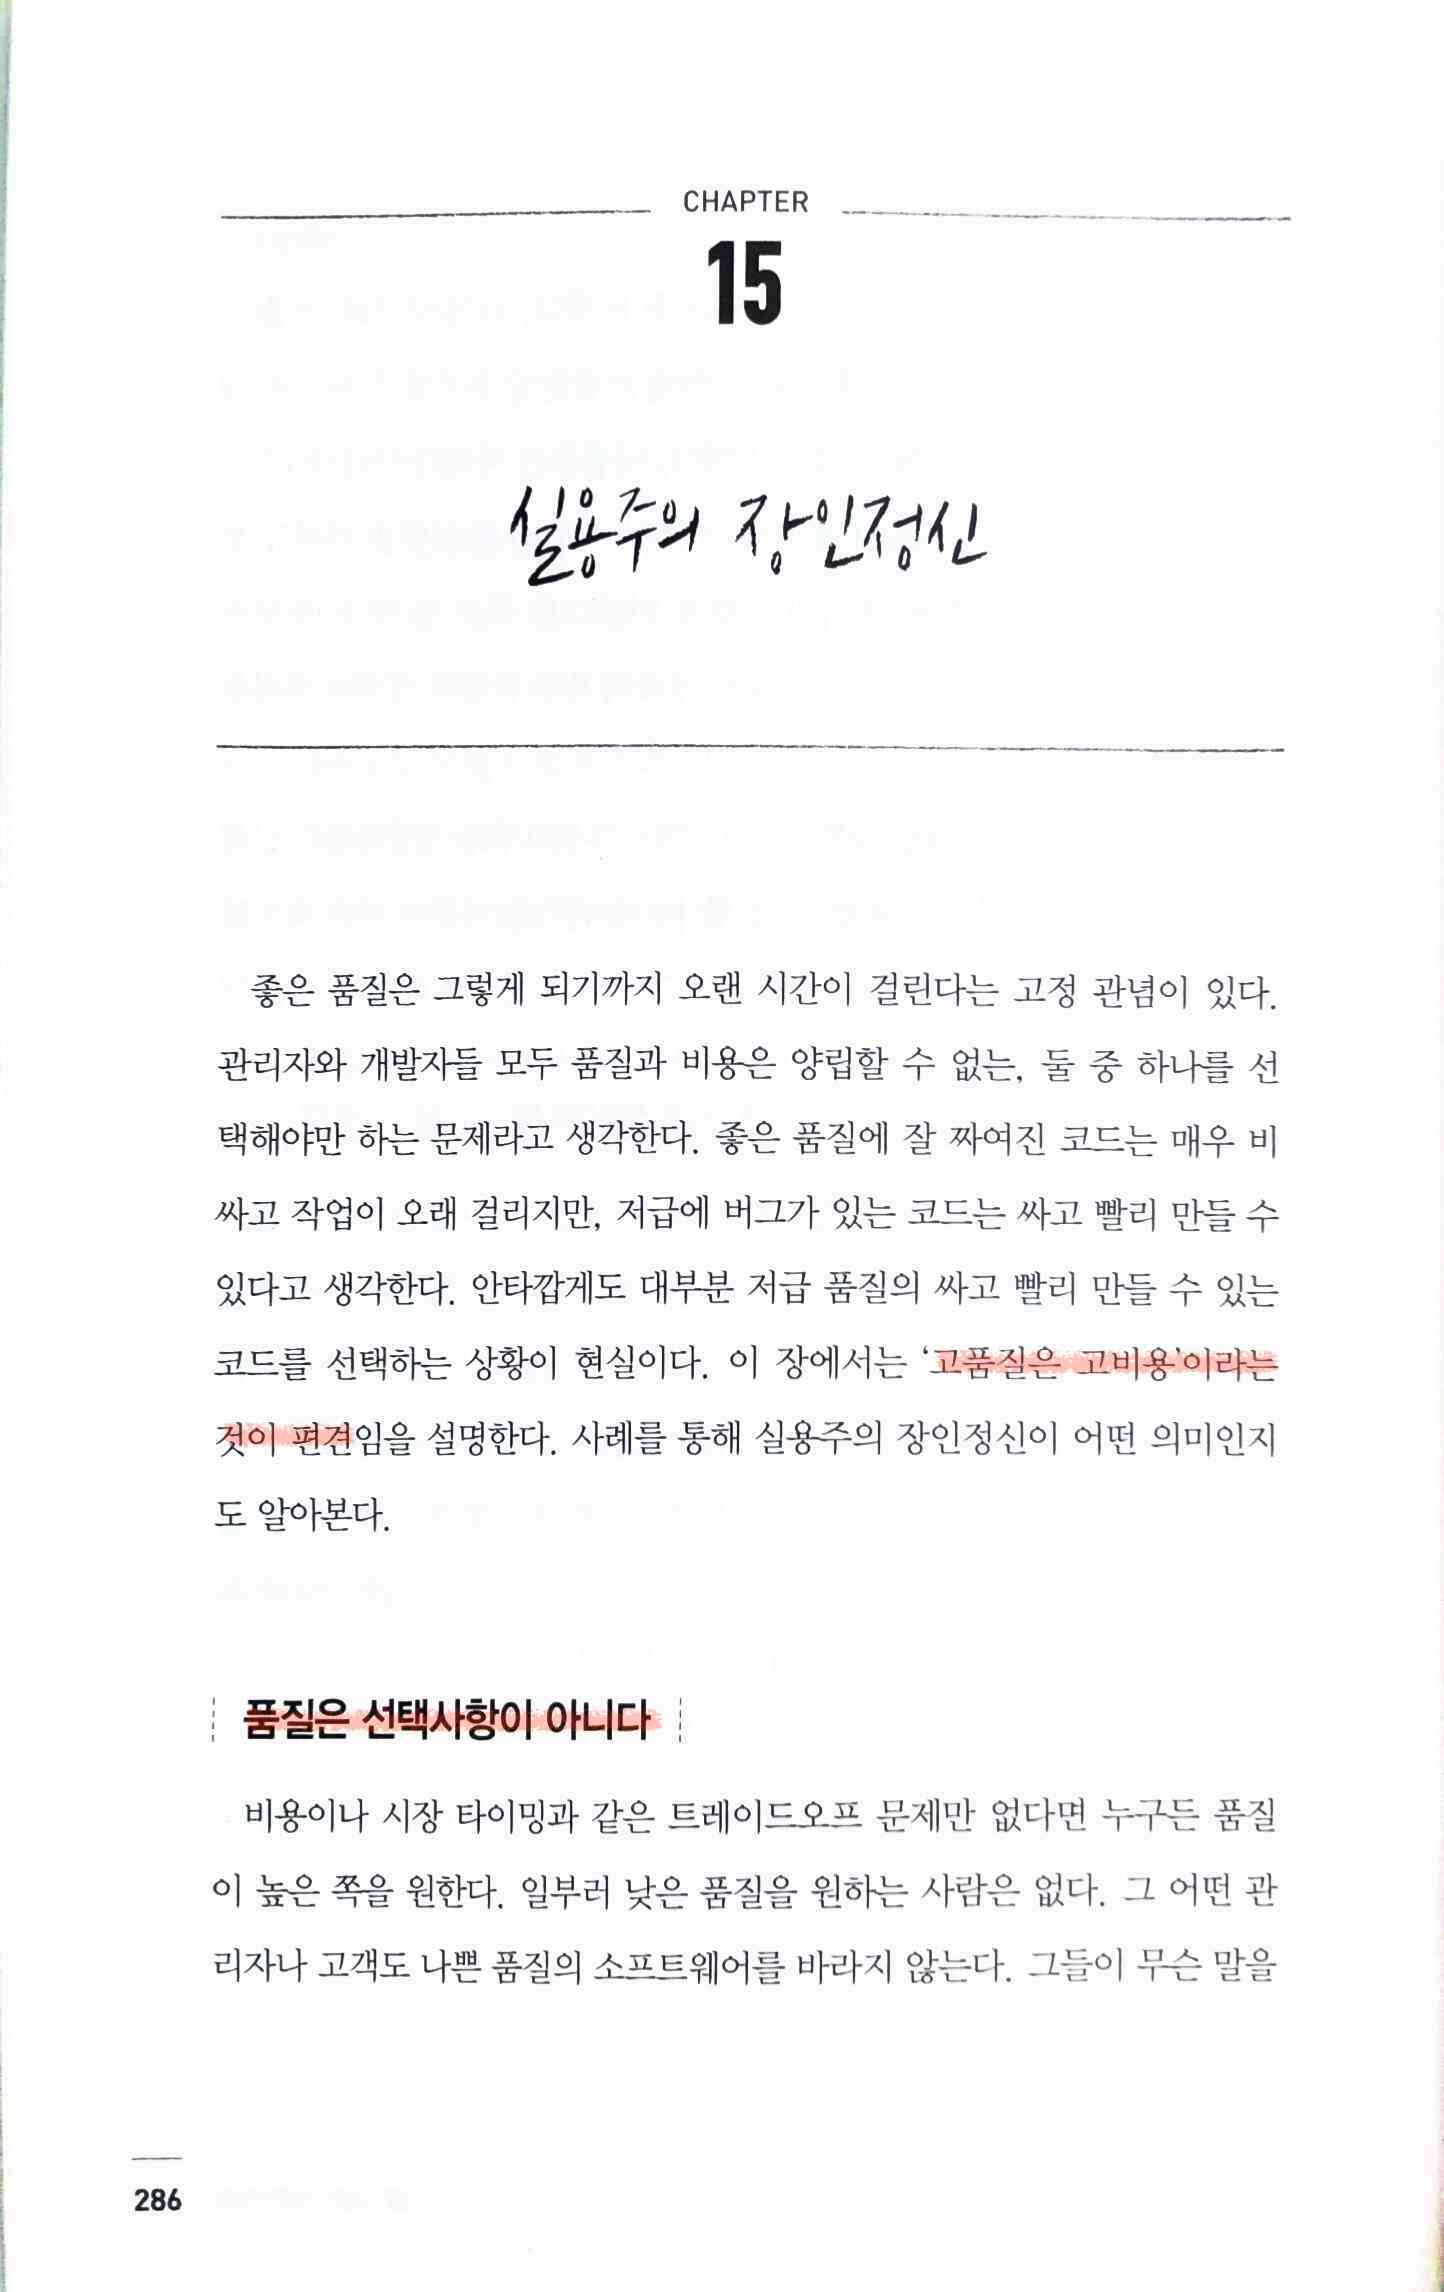 CHAPTER
15
실용주의 장인정신
좋은 품질은 그렇게 되기까지 오랜 시간이 걸린다는 고정 관념이 있다.
관리자와 개발자들 모두 품질과 비용은 양립할 수 없는, 둘 중 하나를 선
택해야만 하는 문제라고 생각한다. 좋은 품질에 잘 짜여진 코드는 매우 비
싸고 작업이 오래 걸리지만, 저급에 버그가 있는 코드는 싸고 빨리 만들 수
있다고 생각한다. 안타깝게도 대부분 저급 품질의 싸고 빨리 만들 수 있는
코드를 선택하는 상황이 현실이다. 이 장에서는 ‘고품질은 고비용’이라는
것이 편견임을 설명한다. 사례를 통해 실용주의 장인정신이 어떤 의미인지
도 알아본다.
품질은 선택사항이 아니다
비용이나 시장 타이밍과 같은 트레이드오프 문제만 없다면 누구든 품질
이 높은 쪽을 원한다. 일부러 낮은 품질을 원하는 사람은 없다. 그 어떤 관
리자나 고객도 나쁜 품질의 소프트웨어를 바라지 않는다. 그들이 무슨 말을
286